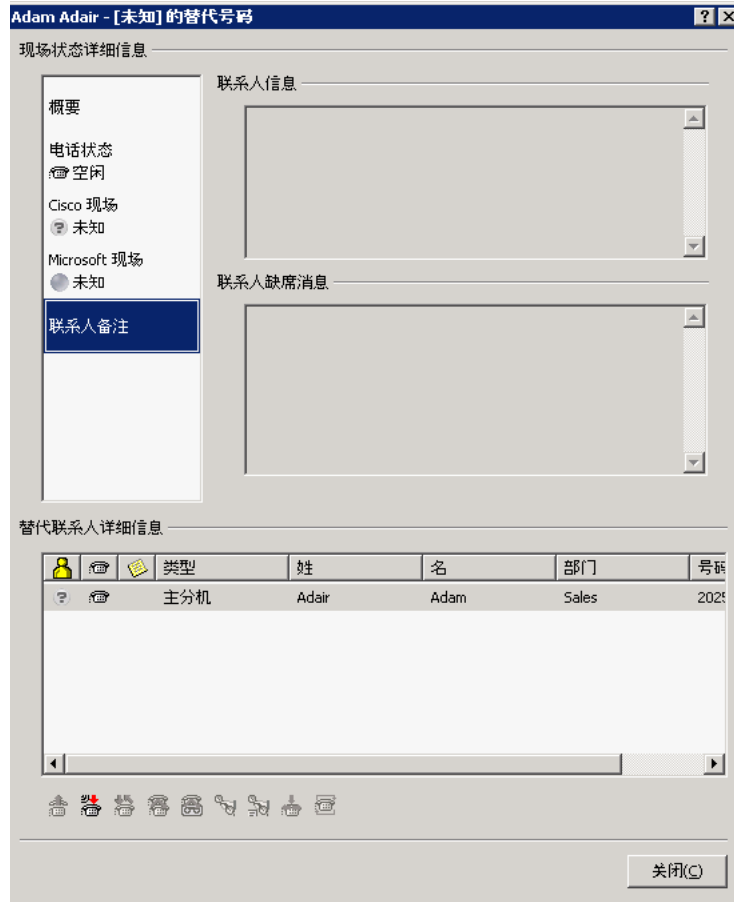 Adam Adair - [未知] 的替代号码
现场状态详细信息
概要
电话状态
空闲
Cisco 现场
未知
Microsoft 现场
未知
联系人备注
联系人信息
联系人缺席消息
替代联系人详细信息
类型 姓 名 部门 号码
主分机 Adair Adam Sales 2025
关闭(C)